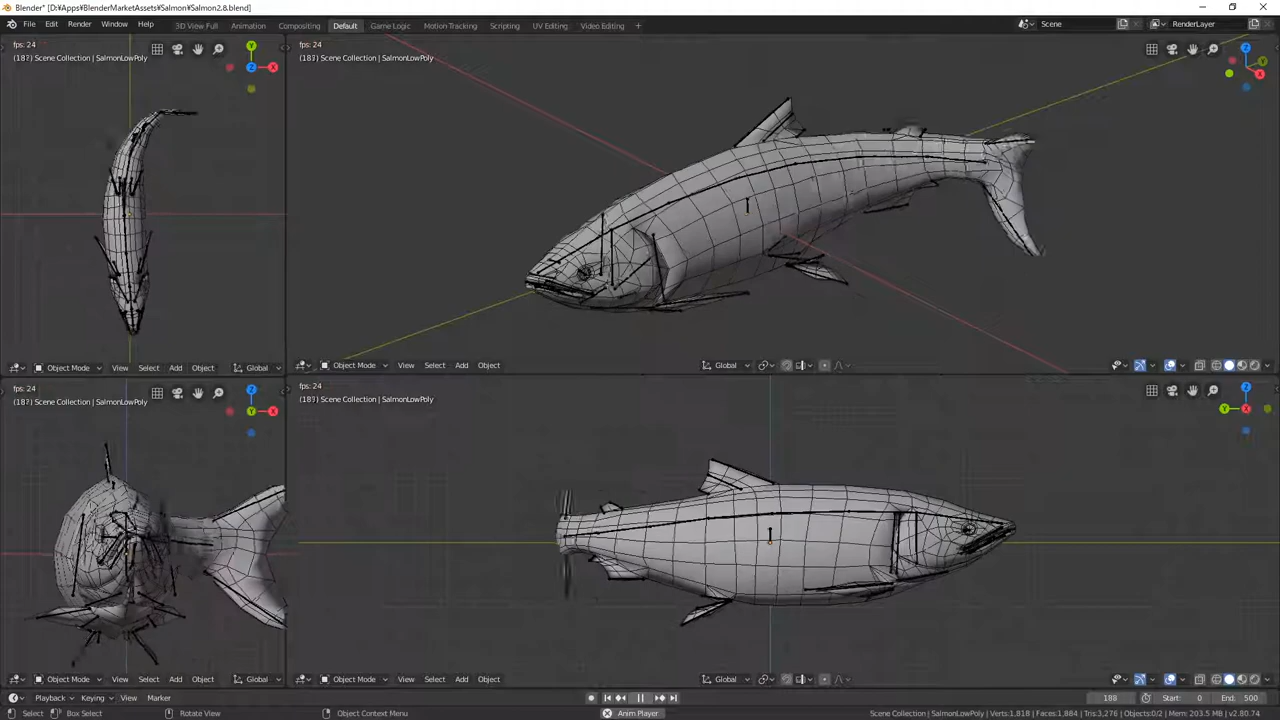 Blender* [D:\Apps\BlenderMarketAssets\Salmon\Salmon2.8.blend]
File Edit Render Window Help 3D View Full Animation Compositing Default Game Logic Motion Tracking Scripting UV Editing Video Editing + Scene RenderLayer
fps: 24
(187) Scene Collection | SalmonLowPoly
Y
Z
X
Object Mode View Select Add Object Global
fps: 24
(187) Scene Collection | SalmonLowPoly
Z
Y
X
Object Mode View Select Add Object Global
fps: 24
(187) Scene Collection | SalmonLowPoly
Z
Y
X
Object Mode View Select Add Object Global
fps: 24
(187) Scene Collection | SalmonLowPoly
Z
Y
X
Object Mode View Select Add Object Global
Playback Keying View Marker 188 Start: 0 End: 500
Select Box Select Rotate View Object Context Menu Anim Player Scene Collection | SalmonLowPoly | Verts:1,818 | Faces:1,884 | Tris:3,276 | Objects:0/2 | Mem: 203.5 MB | v2.80.74